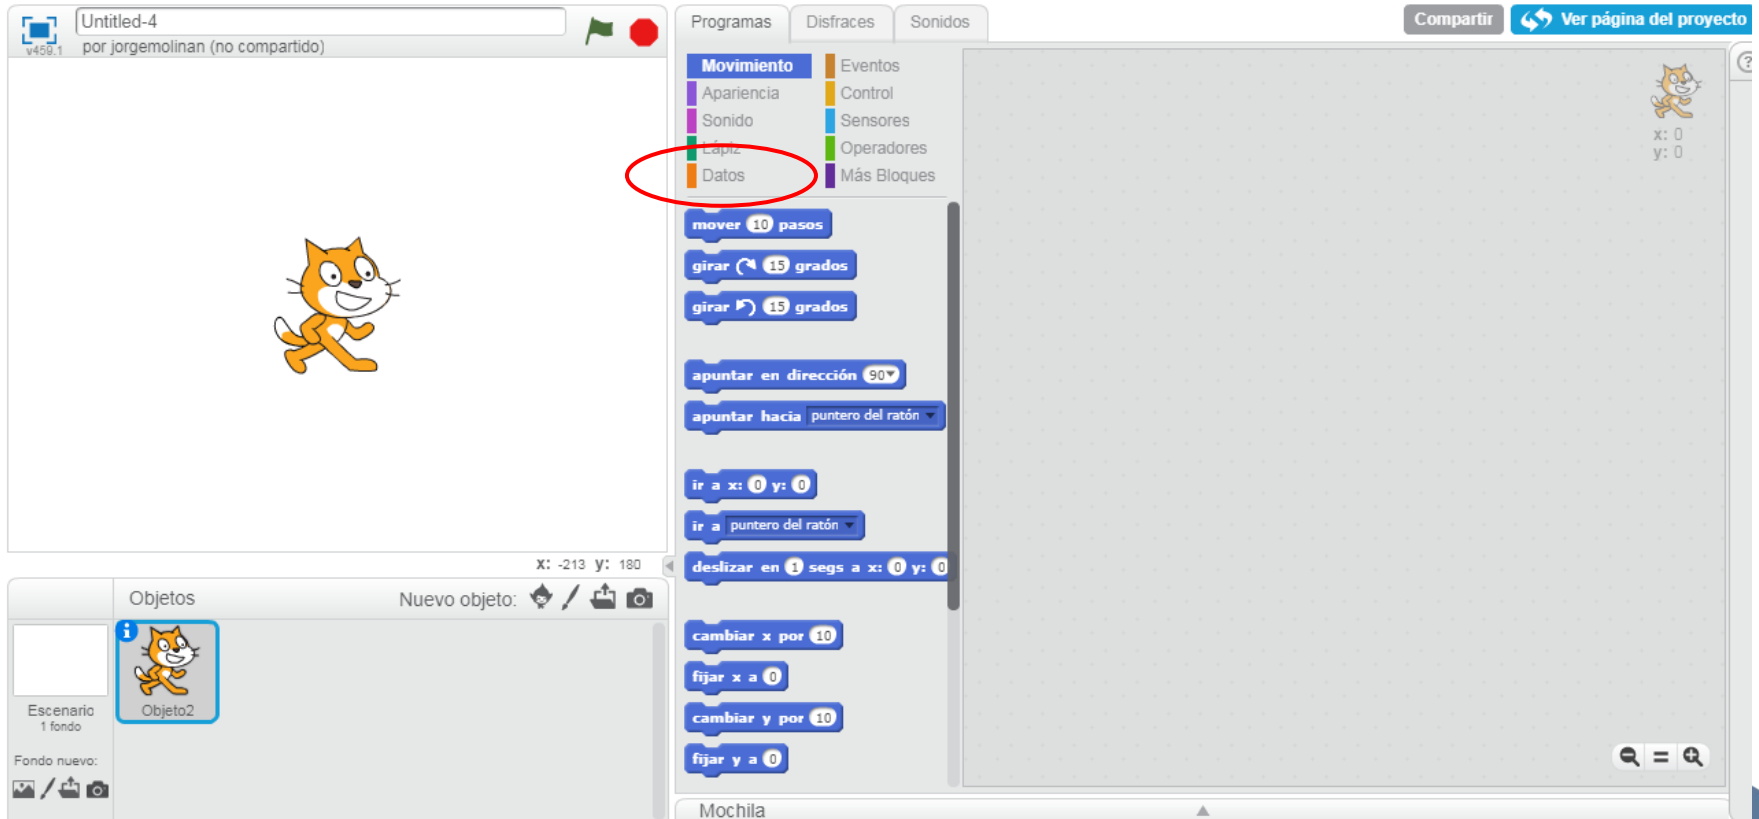 Untitled-4
v459.1
por jorgemolinan (no compartido)
Programas
Disfraces
Sonidos
Compartir
Ver página del proyecto
Movimiento
Eventos
Apariencia
Control
Sonido
Sensores
Lápiz
Operadores
Datos
Más Bloques
x: 0
y: 0
mover 10 pasos
girar 15 grados
girar 15 grados
apuntar en dirección 90
apuntar hacia puntero del ratón
ir a x: 0 y: 0
ir a puntero del ratón
deslizar en 1 segs a x: 0 y: 0
cambiar x por 10
fijar x a 0
cambiar y por 10
fijar y a 0
X: -213 Y: 180
Objetos
Nuevo objeto:
Escenario
1 fondo
Objeto2
Fondo nuevo:
Mochila